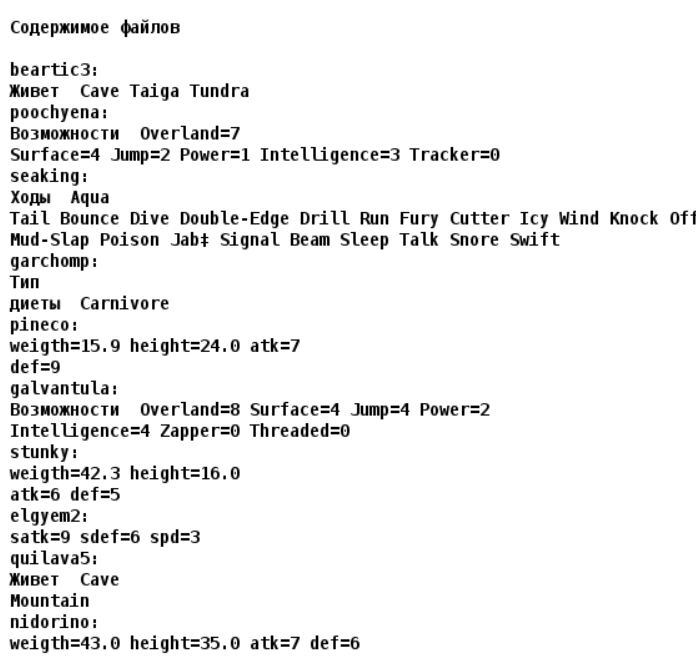 Содержимое файлов
beartic3:
Живет  Cave Taiga Tundra
poochyena:
Возможности  Overland=7
Surface=4 Jump=2 Power=1 Intelligence=3 Tracker=0
seaking:
Ходы  Aqua
Tail Bounce Dive Double-Edge Drill Run Fury Cutter Icy Wind Knock Off
Mud-Slap Poison Jab‡ Signal Beam Sleep Talk Snore Swift
garchomp:
Тип
диеты  Carnivore
pineco:
weigth=15.9 height=24.0 atk=7
def=9
galvantula:
Возможности  Overland=8 Surface=4 Jump=4 Power=2
Intelligence=4 Zapper=0 Threaded=0
stunky:
weigth=42.3 height=16.0
atk=6 def=5
elgyem2:
satk=9 sdef=6 spd=3
quilava5:
Живет  Cave
Mountain
nidorino:
weigth=43.0 height=35.0 atk=7 def=6